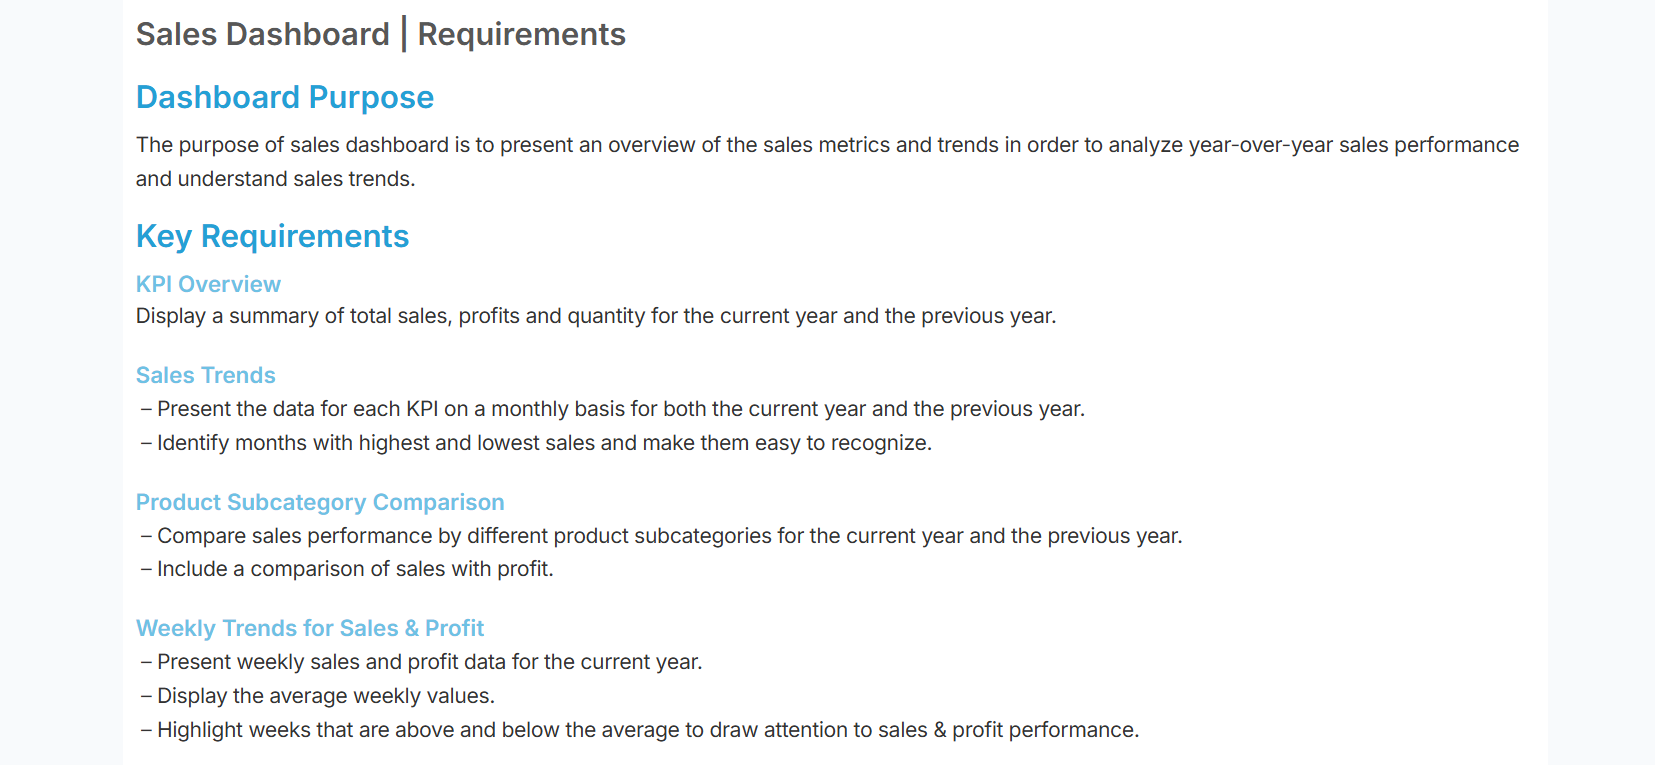 Sales Dashboard | Requirements
Dashboard Purpose
The purpose of sales dashboard is to present an overview of the sales metrics and trends in order to analyze year-over-year sales performance
and understand sales trends.
Key Requirements
KPI Overview
Display a summary of total sales, profits and quantity for the current year and the previous year.
Sales Trends
– Present the data for each KPI on a monthly basis for both the current year and the previous year.
– Identify months with highest and lowest sales and make them easy to recognize.
Product Subcategory Comparison
– Compare sales performance by different product subcategories for the current year and the previous year.
– Include a comparison of sales with profit.
Weekly Trends for Sales & Profit
– Present weekly sales and profit data for the current year.
– Display the average weekly values.
– Highlight weeks that are above and below the average to draw attention to sales & profit performance.